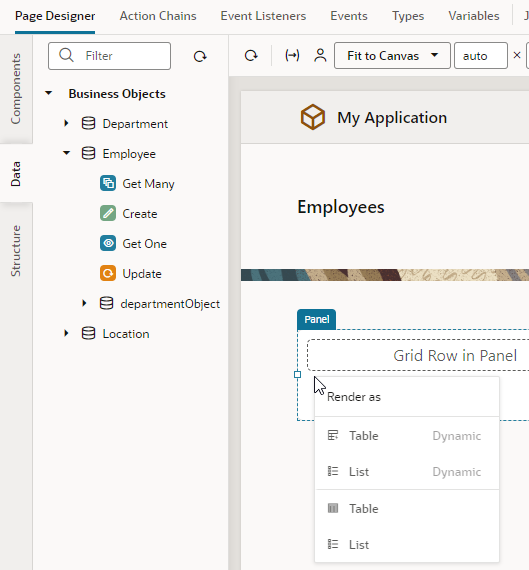 Page Designer Action Chains Event Listeners Events Types Variables
Components
Data
Structure
Filter
Fit to Canvas auto ×
Business Objects
Department
Employee
Get Many
Create
Get One
Update
departmentObject
Location
My Application
Employees
Panel
Grid Row in Panel
Render as
Table Dynamic
List Dynamic
Table
List